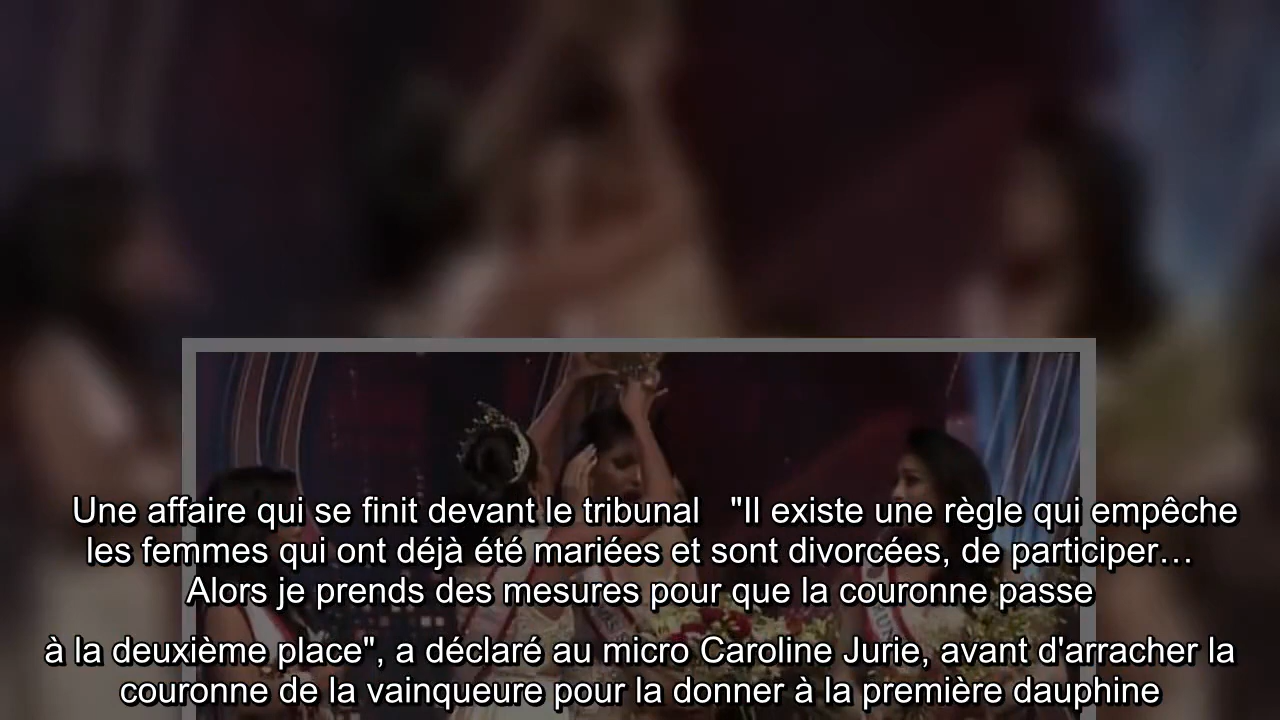 Une affaire qui se finit devant le tribunal   "Il existe une règle qui empêche
les femmes qui ont déjà été mariées et sont divorcées, de participer…
Alors je prends des mesures pour que la couronne passe
à la deuxième place", a déclaré au micro Caroline Jurie, avant d'arracher la
couronne de la vainqueure pour la donner à la première dauphine